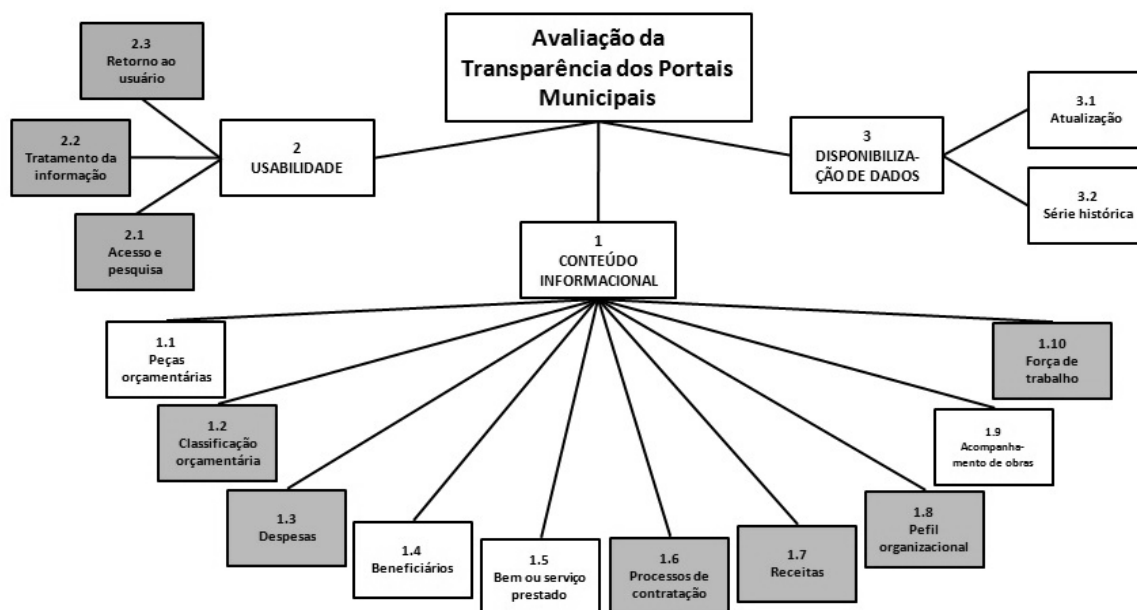 Avaliação da
Transparência dos Portais
Municipais
2.3
Retorno ao
usuário
2.2
Tratamento da
informação
2.1
Acesso e
pesquisa
2
USABILIDADE
3
DISPONIBILIZA-
ÇÃO DE DADOS
3.1
Atualização
3.2
Série histórica
1
CONTEÚDO
INFORMACIONAL
1.1
Peças
orçamentárias
1.2
Classificação
orçamentária
1.3
Despesas
1.4
Beneficiários
1.5
Bem ou serviço
prestado
1.6
Processos de
contratação
1.7
Receitas
1.8
Pefil
organizacional
1.9
Acompanha-
mento de obras
1.10
Força de
trabalho